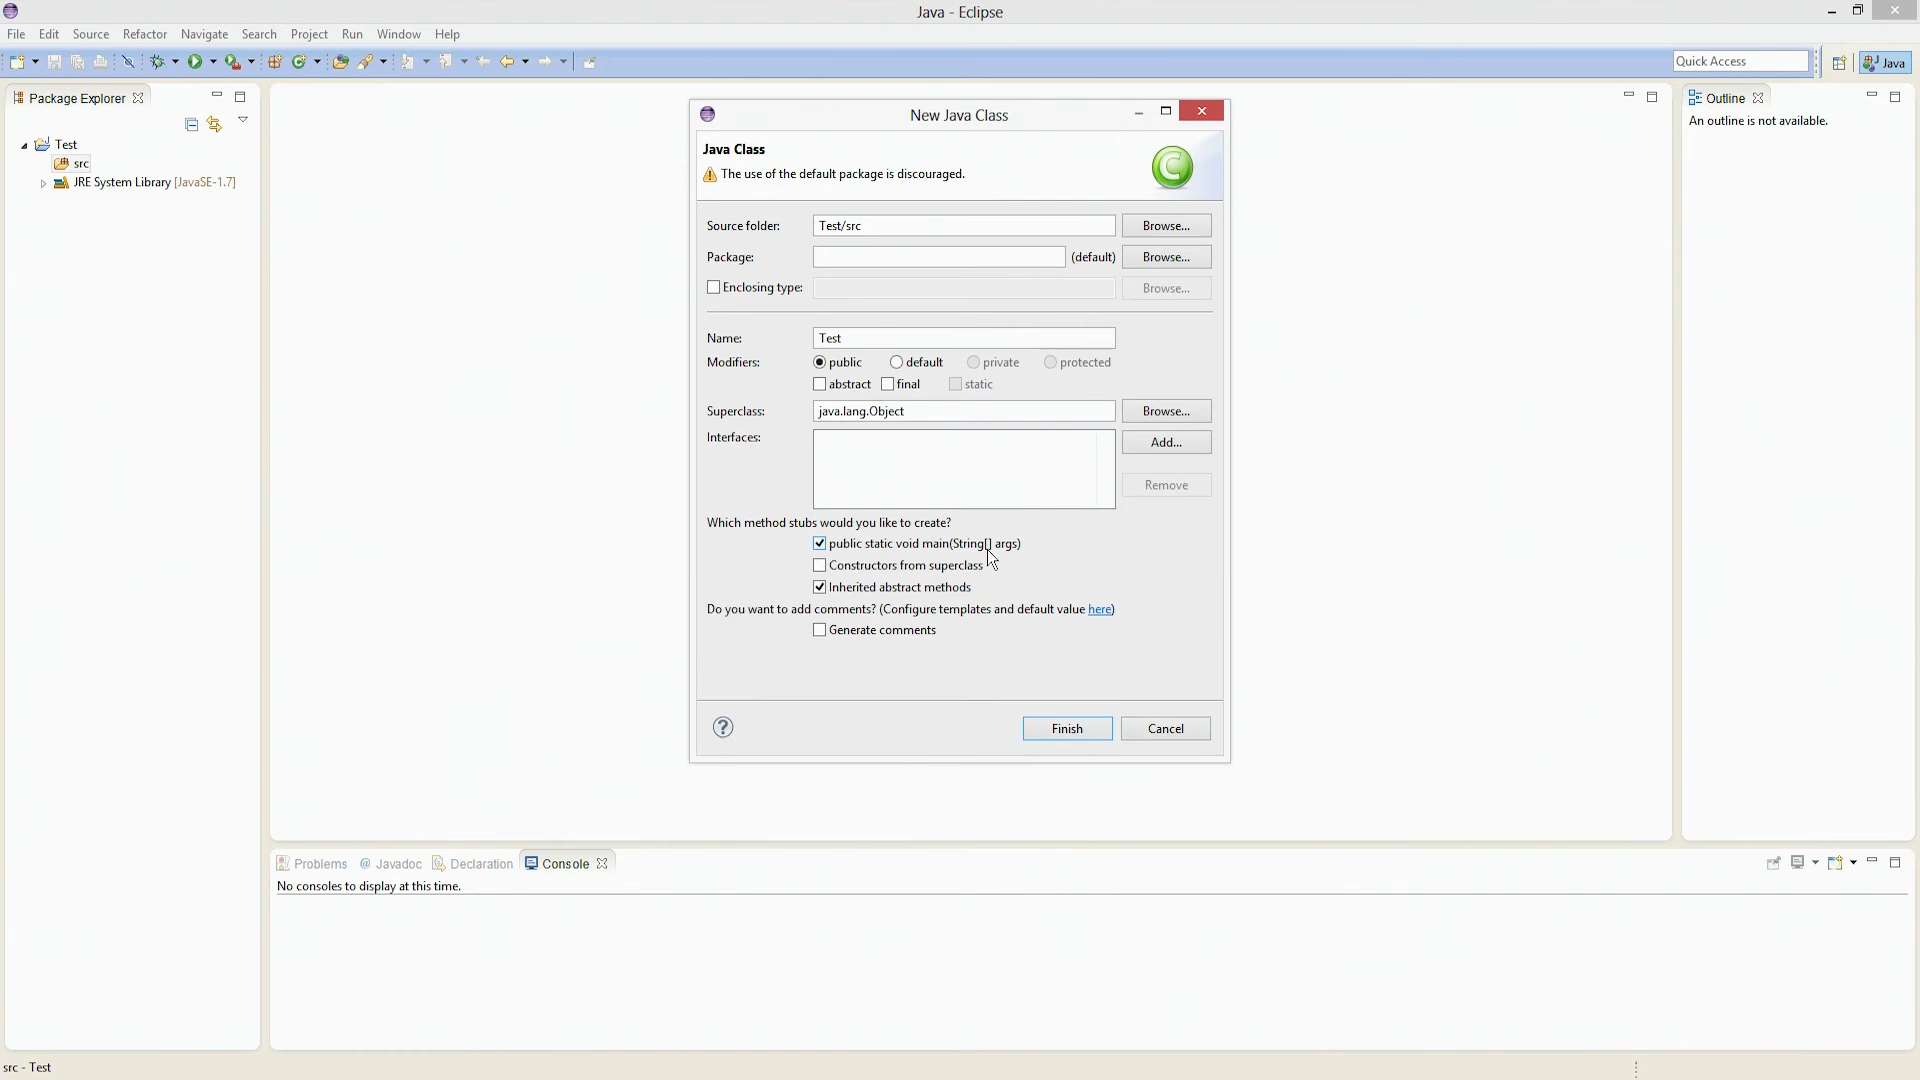 Java - Eclipse
File Edit Source Refactor Navigate Search Project Run Window Help
Quick Access
Java
Package Explorer
Test
src
JRE System Library [JavaSE-1.7]
Outline
An outline is not available.
New Java Class
Java Class
The use of the default package is discouraged.
Source folder: Test/src Browse...
Package: (default) Browse...
Enclosing type: Browse...
Name: Test
Modifiers: public default private protected
abstract final static
Superclass: java.lang.Object Browse...
Interfaces: Add...
Remove
Which method stubs would you like to create?
public static void main(String[] args)
Constructors from superclass
Inherited abstract methods
Do you want to add comments? (Configure templates and default value here)
Generate comments
Finish Cancel
Problems @ Javadoc Declaration Console
No consoles to display at this time.
src - Test